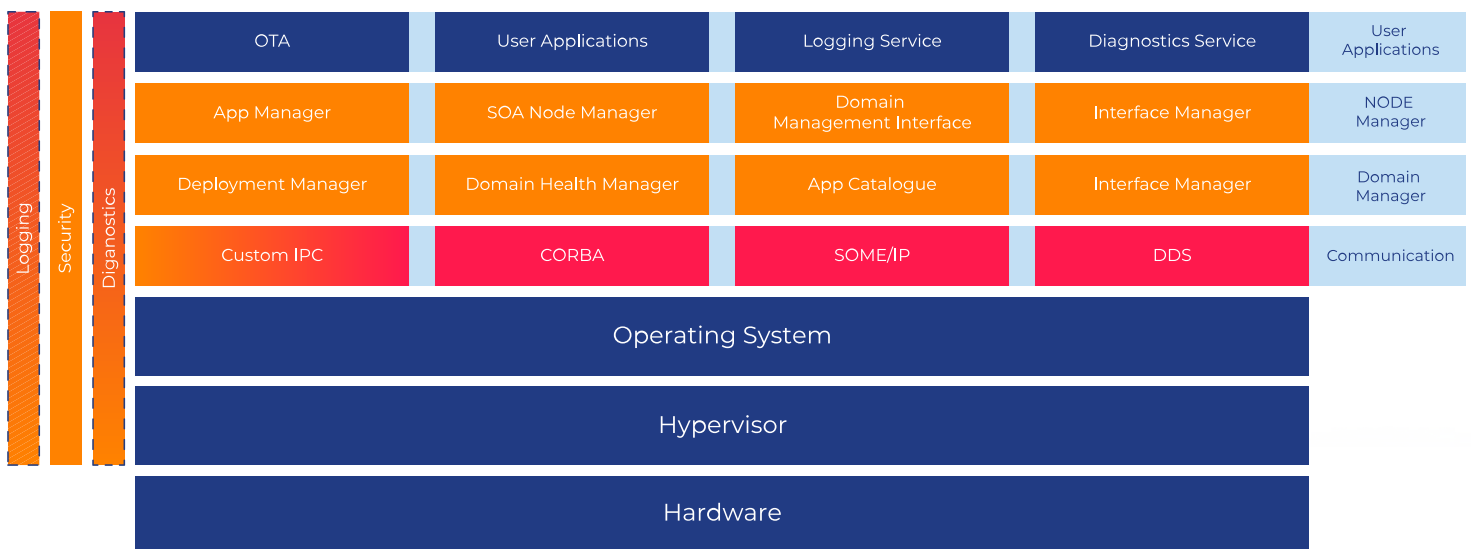 Logging
Security
Diganostics
OTA
User Applications
Logging Service
Diagnostics Service
User
Applications
App Manager
SOA Node Manager
Domain
Management Interface
Interface Manager
NODE
Manager
Deployment Manager
Domain Health Manager
App Catalogue
Interface Manager
Domain
Manager
Custom IPC
CORBA
SOME/IP
DDS
Communication
Operating System
Hypervisor
Hardware